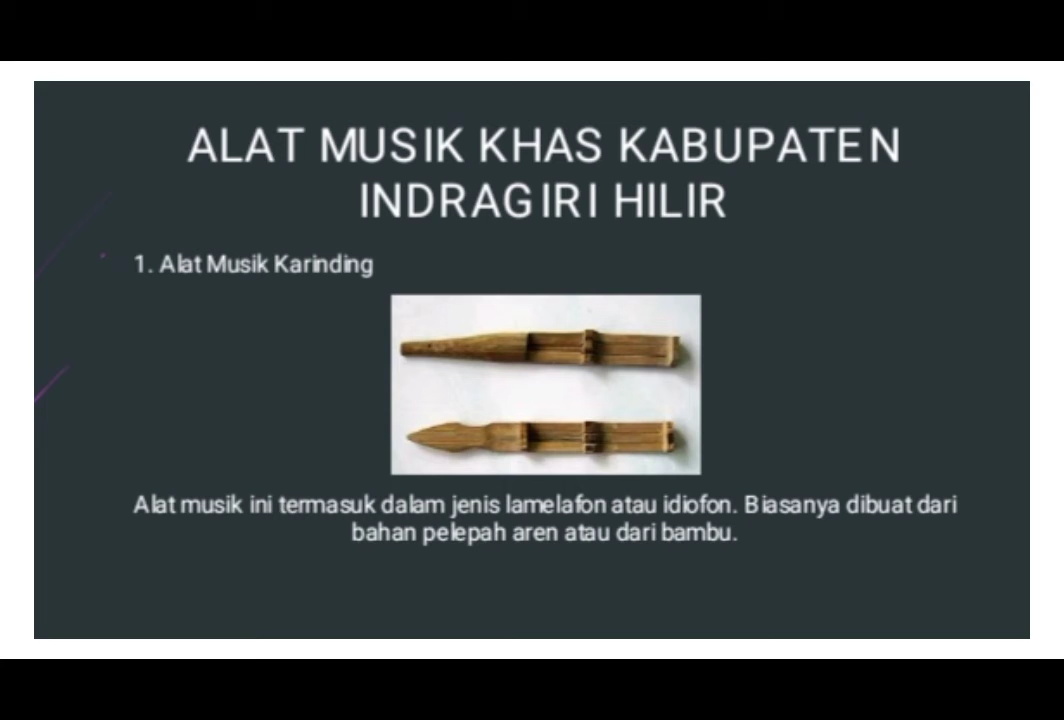 ALAT MUSIK KHAS KABUPATEN
INDRAGIRI HILIR
1. Alat Musik Karinding
Alat musik ini termasuk dalam jenis lamelafon atau idiofon. Biasanya dibuat dari
bahan pelepah aren atau dari bambu.